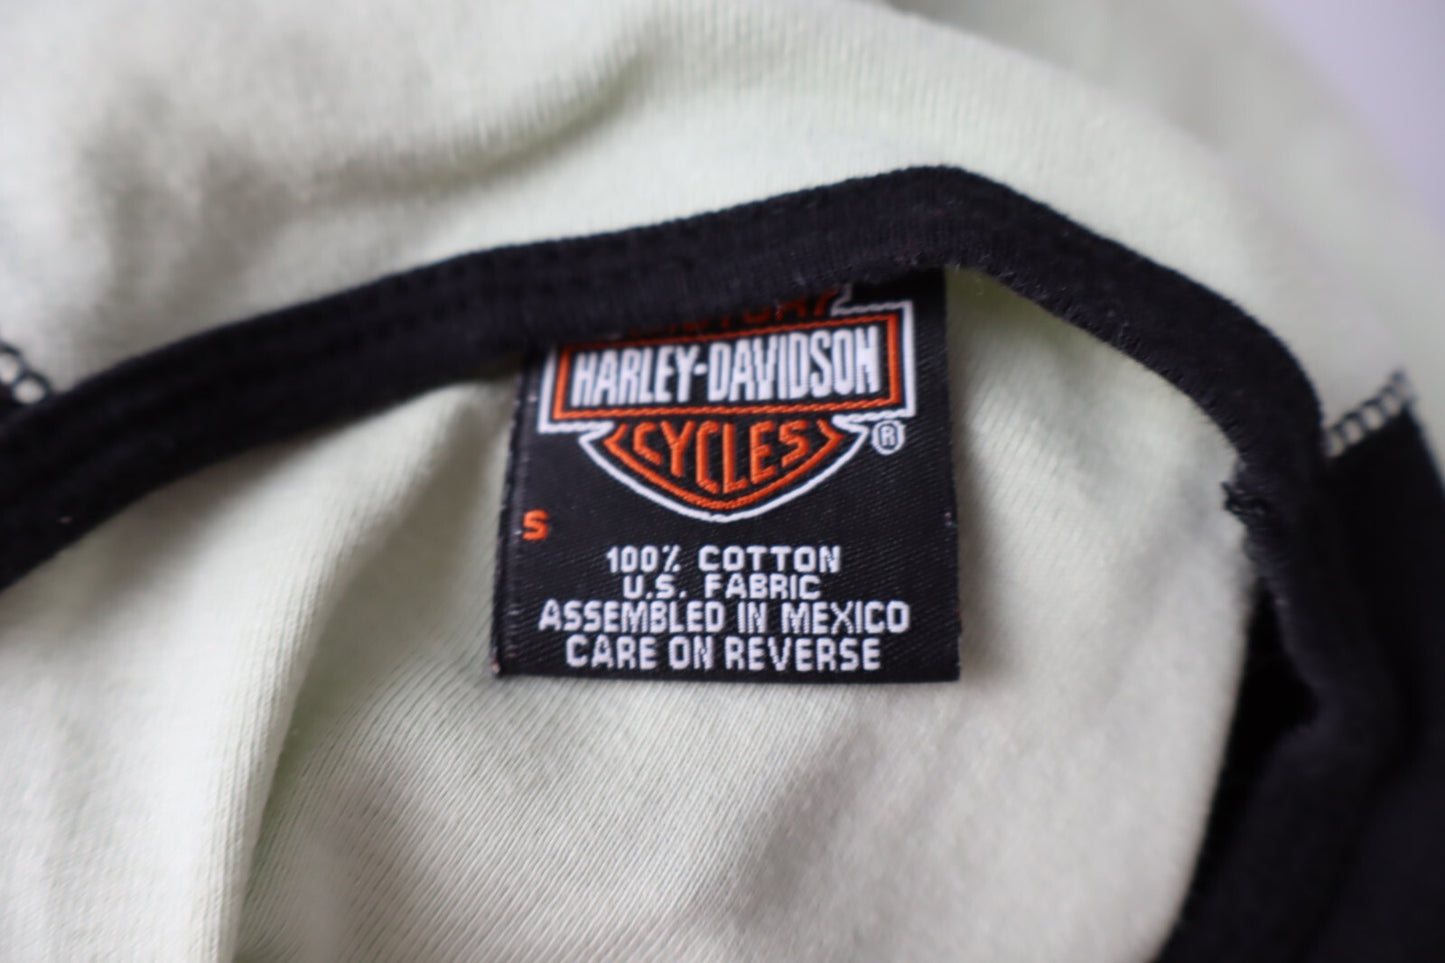 HARLEY-DAVIDSON
CYCLES ®
S
100% COTTON
U.S. FABRIC
ASSEMBLED IN MEXICO
CARE ON REVERSE